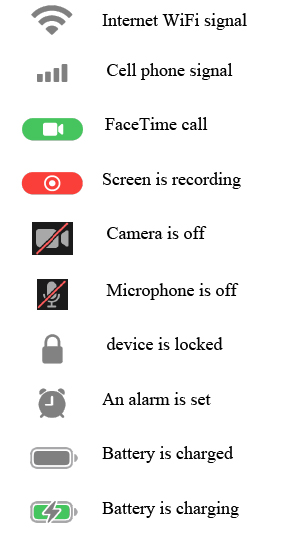 Internet WiFi signal
Cell phone signal
FaceTime call
Screen is recording
Camera is off
Microphone is off
device is locked
An alarm is set
Battery is charged
Battery is charging